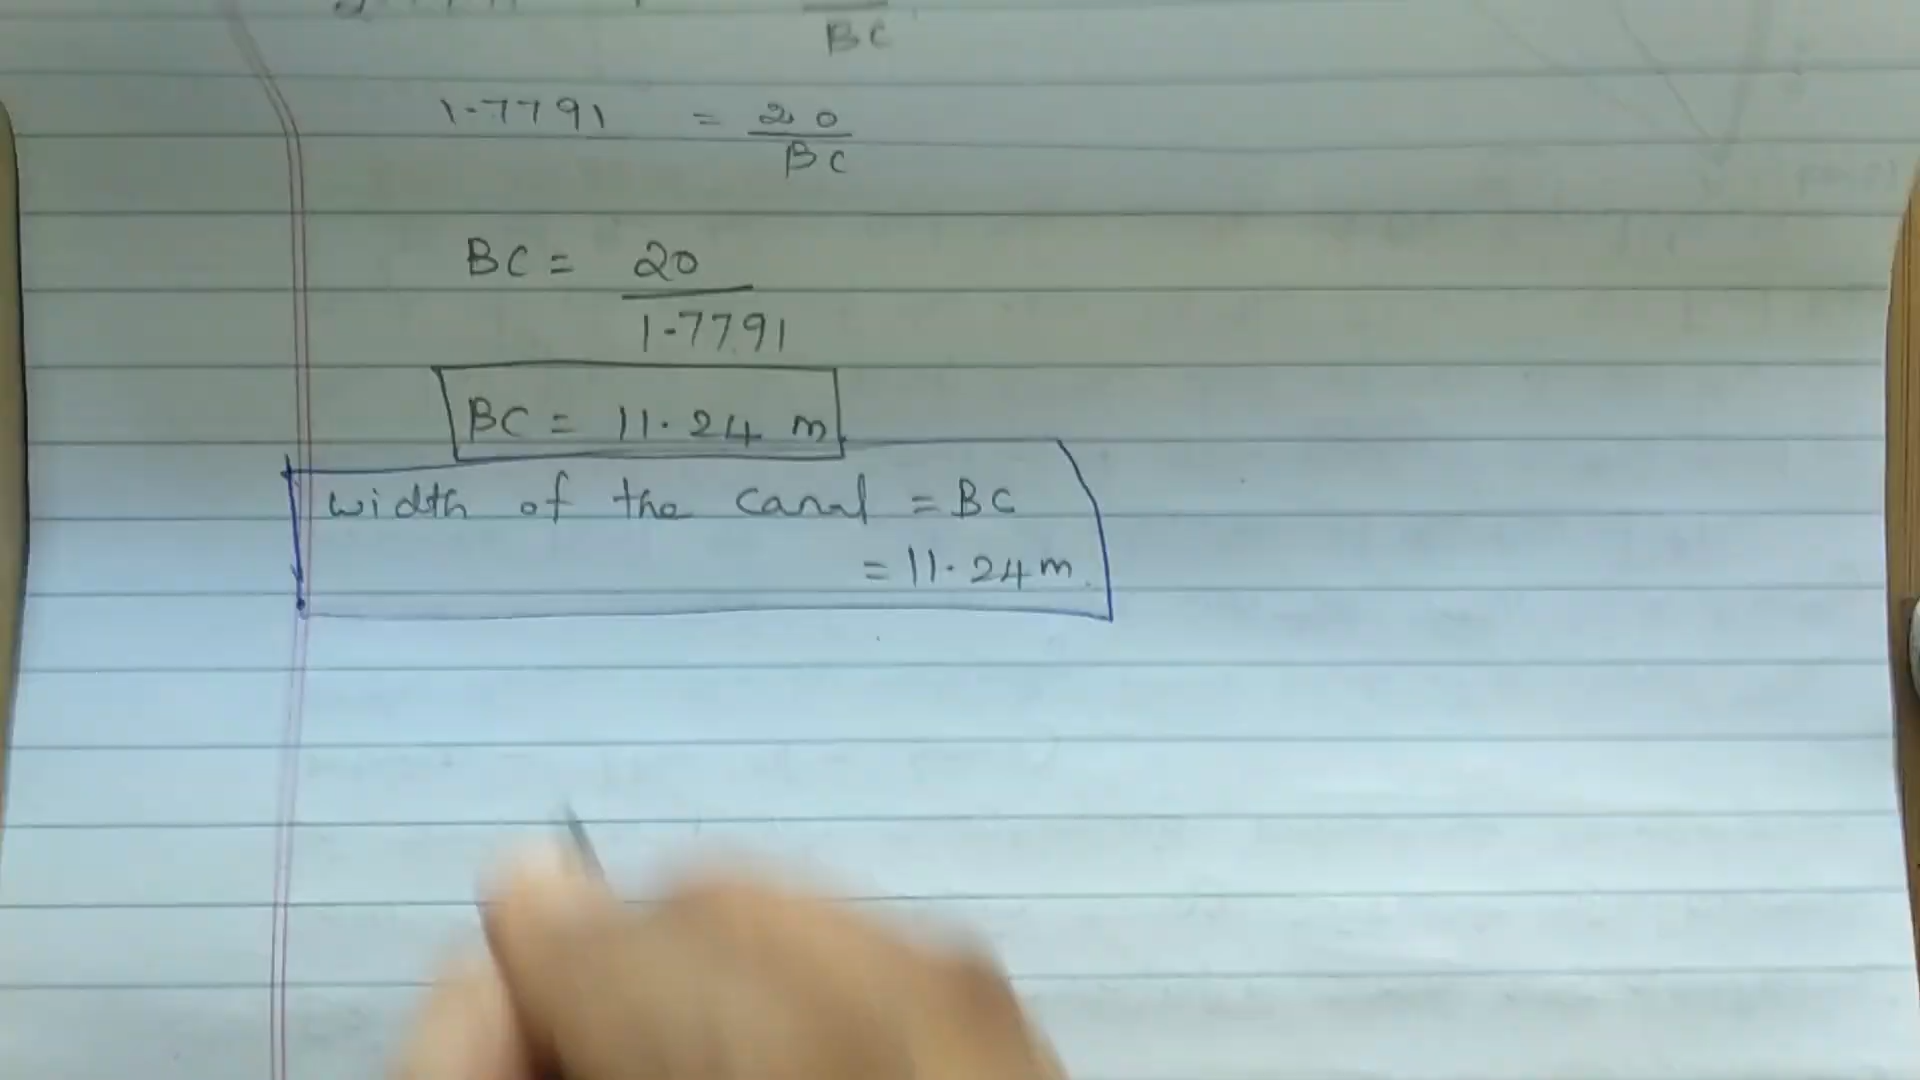 BC
1.7791 = 20
BC
BC = 20
1.7791
BC = 11.24 m
width of the canal = BC
= 11.24 m